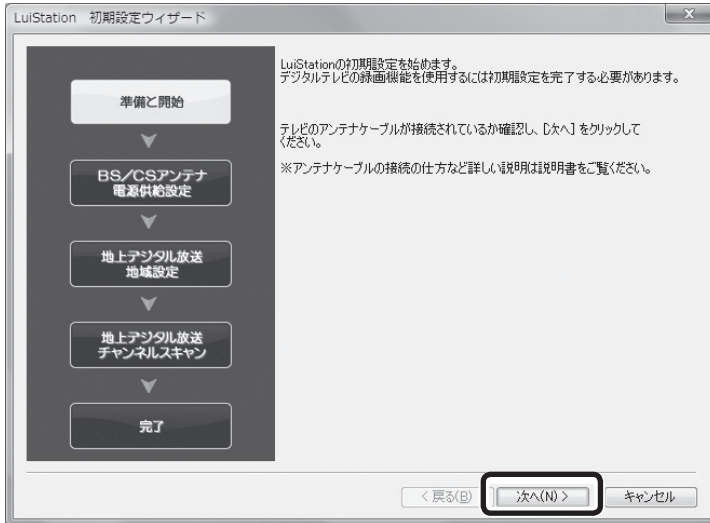 LuiStation 初期設定ウィザード
準備と開始
BS/CSアンテナ
電源供給設定
地上デジタル放送
地域設定
地上デジタル放送
チャンネルスキャン
完了
LuiStationの初期設定を始めます。
デジタルテレビの録画機能を使用するには初期設定を完了する必要があります。
テレビのアンテナケーブルが接続されているか確認し、[次へ] をクリックして
ください。
※アンテナケーブルの接続の仕方など詳しい説明は説明書をご覧ください。
< 戻る(B)
次へ(N) >
キャンセル